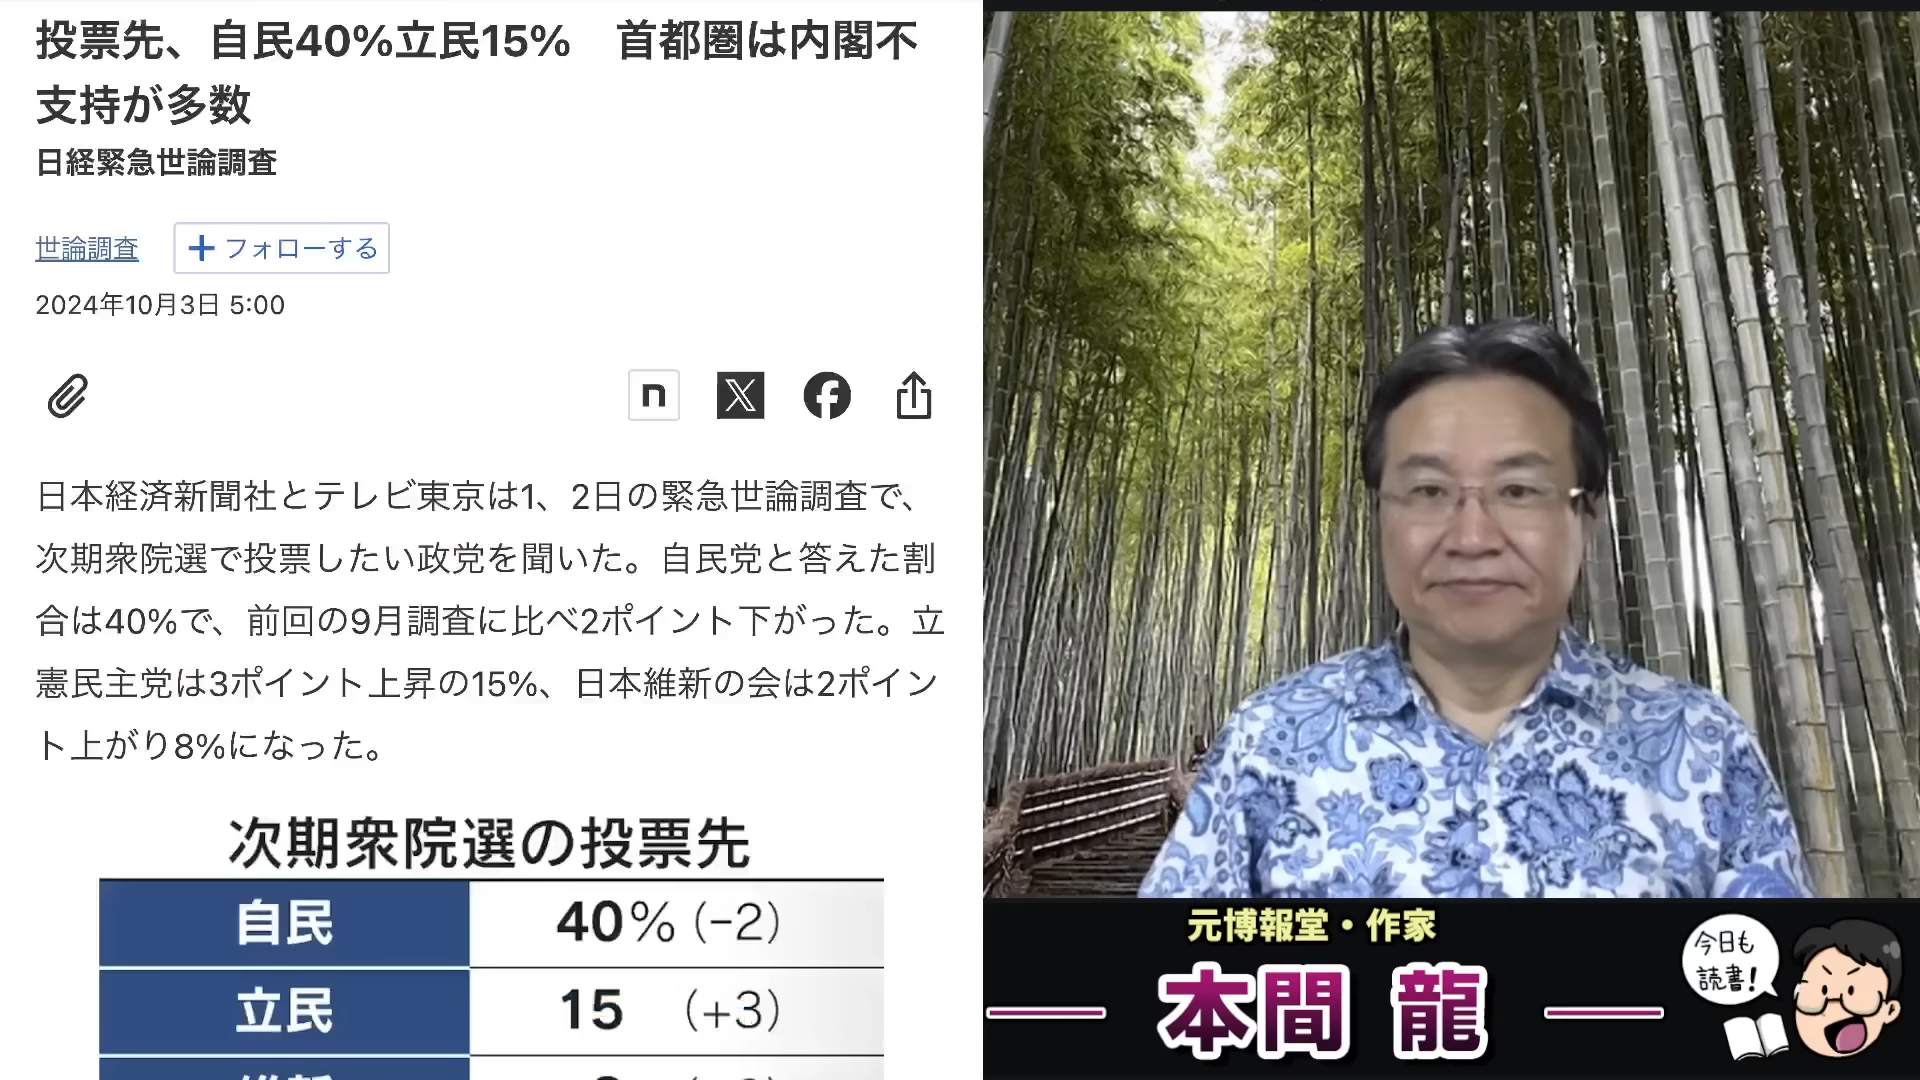 投票先、自民40%立民15%　首都圏は内閣不
支持が多数
日経緊急世論調査
世論調査
フォローする
2024年10月3日 5:00
日本経済新聞社とテレビ東京は1、2日の緊急世論調査で、
次期衆院選で投票したい政党を聞いた。自民党と答えた割
合は40%で、前回の9月調査に比べ2ポイント下がった。立
憲民主党は3ポイント上昇の15%、日本維新の会は2ポイン
ト上がり8%になった。
次期衆院選の投票先
自民 40% (−2)
立民 15 (+3)
元博報堂・作家
本間 龍
今日も
読書!